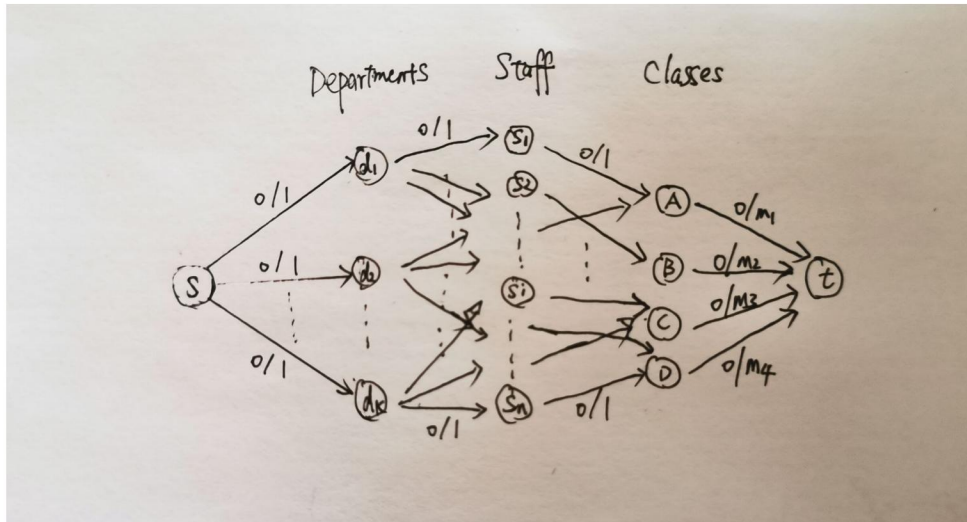 Departments Staff Classes
0/1 S1
0/1
d1 S2
0/1 A 0/m1
0/1 d2 B 0/m2
S Si t
C 0/m3
0/1 D 0/m4
dk 0/1 Sn 0/1